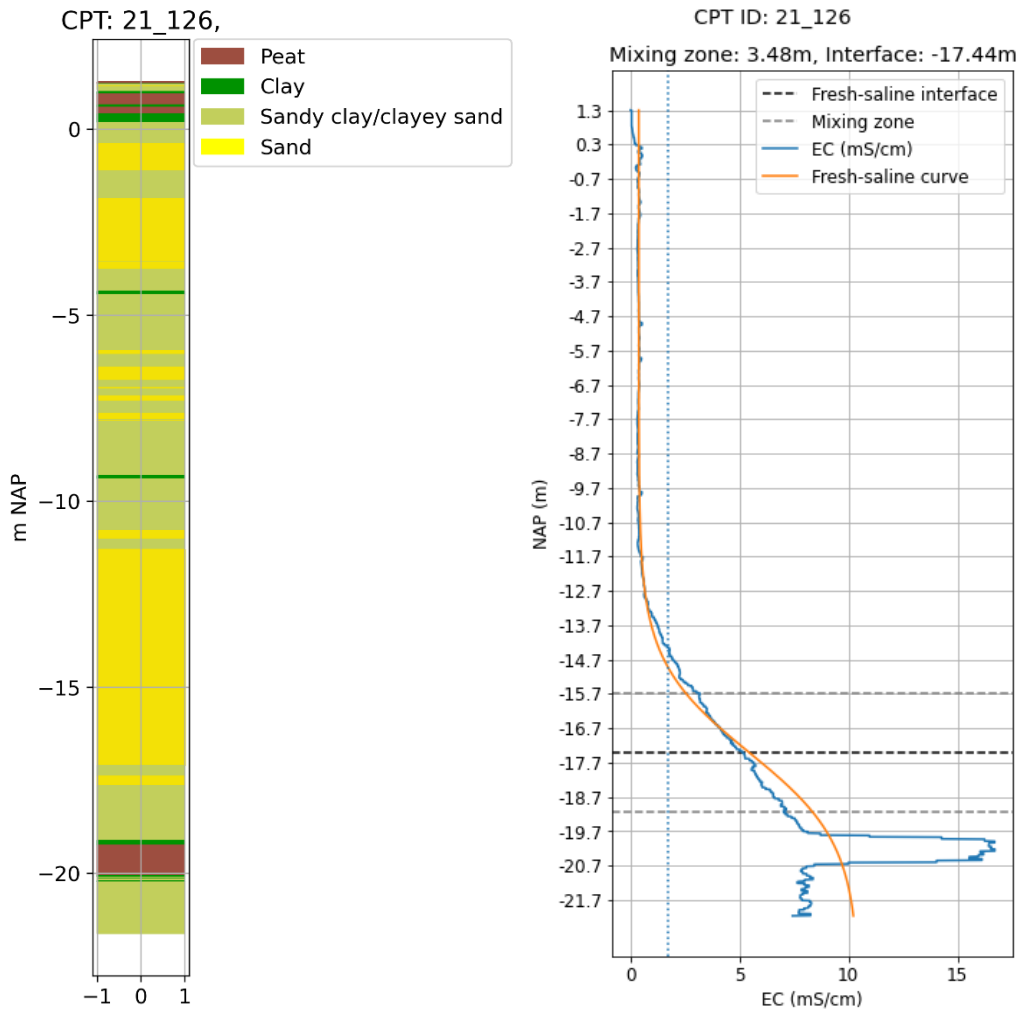 CPT: 21_126,
Peat
Clay
Sandy clay/clayey sand
Sand
m NAP
0
−5
−10
−15
−20
−1 0 1
CPT ID: 21_126
Mixing zone: 3.48m, Interface: -17.44m
Fresh-saline interface
Mixing zone
EC (mS/cm)
Fresh-saline curve
NAP (m)
1.3
0.3
-0.7
-1.7
-2.7
-3.7
-4.7
-5.7
-6.7
-7.7
-8.7
-9.7
-10.7
-11.7
-12.7
-13.7
-14.7
-15.7
-16.7
-17.7
-18.7
-19.7
-20.7
-21.7
0 5 10 15
EC (mS/cm)